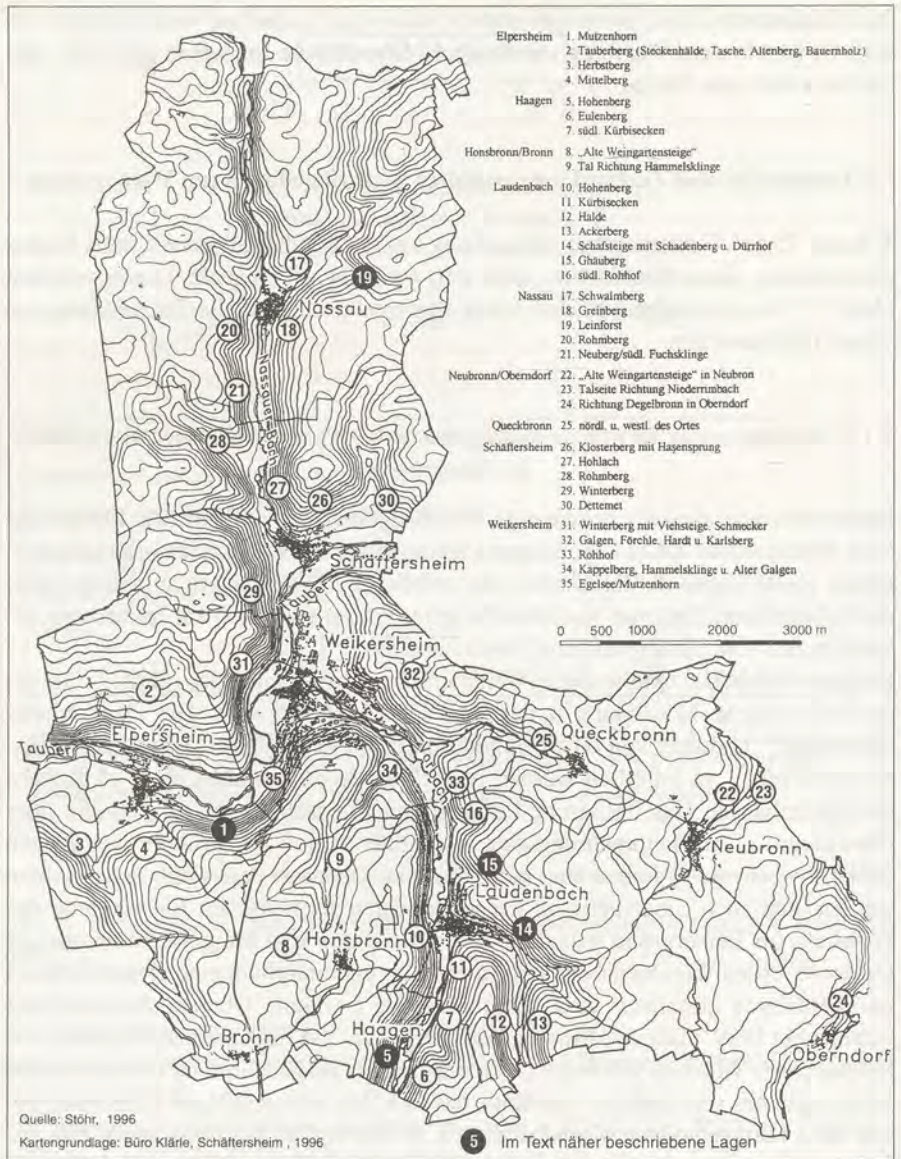 Elpersheim 1. Mutzenhorn
2. Tauberberg (Steckenhälde, Tasche, Altenberg, Bauernholz)
3. Herbstberg
4. Mittelberg
Haagen 5. Hohenberg
6. Eulenberg
7. südl. Kürbisecken
Honsbronn/Bronn 8. „Alte Weingartensteige"
9. Tal Richtung Hammelsklinge
Laudenbach 10. Hohenberg
11. Kürbisecken
12. Halde
13. Ackerberg
14. Schafsteige mit Schadenberg u. Dürrhof
15. Ghäuberg
16. südl. Rohhof
Nassau 17. Schwalmberg
18. Greinberg
19. Leinforst
20. Rohmberg
21. Neuberg/südl. Fuchsklinge
Neubronn/Oberndorf 22. „Alte Weingartensteige" in Neubron
23. Talseite Richtung Niederrimbach
24. Richtung Degelbronn in Oberndorf
Queckbronn 25. nördl. u. westl. des Ortes
Schäftersheim 26. Klosterberg mit Hasensprung
27. Hohlach
28. Rohmberg
29. Winterberg
30. Dettemet
Weikersheim 31. Winterberg mit Viehsteige, Schmecker
32. Galgen, Förchle, Hardt u. Karlsberg
33. Rohhof
34. Kappelberg, Hammelsklinge u. Alter Galgen
35. Egelsee/Mutzenhorn
0 500 1000 2000 3000 m
17
19
Nassau
20
18
Nassauer-Bach
21
28
27
26
30
Schäftersheim
29
Tauber
Weikersheim
31
32
2
Elpersheim
Tauber
25
Queckbronn
35
34
Vorbach
33
16
22
23
1
3
4
9
15
Neubronn
Laudenbach
14
8
Honsbronn
10
11
24
7
12
13
Haagen
Bronn
5
6
Oberndorf
Quelle: Stöhr, 1996
Kartengrundlage: Büro Klärle, Schäftersheim , 1996
5 Im Text näher beschriebene Lagen